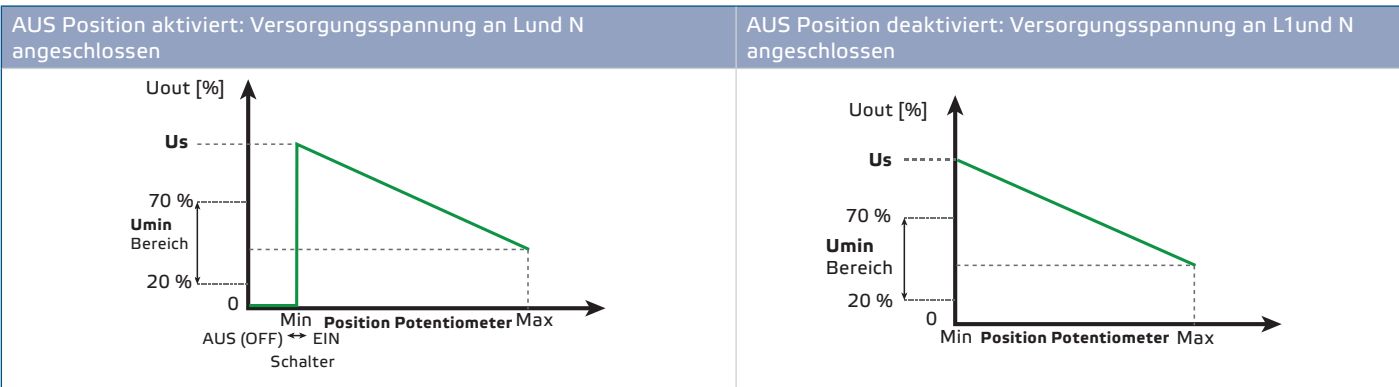 AUS Position aktiviert: Versorgungsspannung an Lund N
angeschlossen
Uout [%]
Us
70 %
Umin
Bereich
20 %
0
Min Position Potentiometer Max
AUS (OFF) ↔ EIN
Schalter
AUS Position deaktiviert: Versorgungsspannung an L1und N
angeschlossen
Uout [%]
Us
70 %
Umin
Bereich
20 %
0
Min Position Potentiometer Max